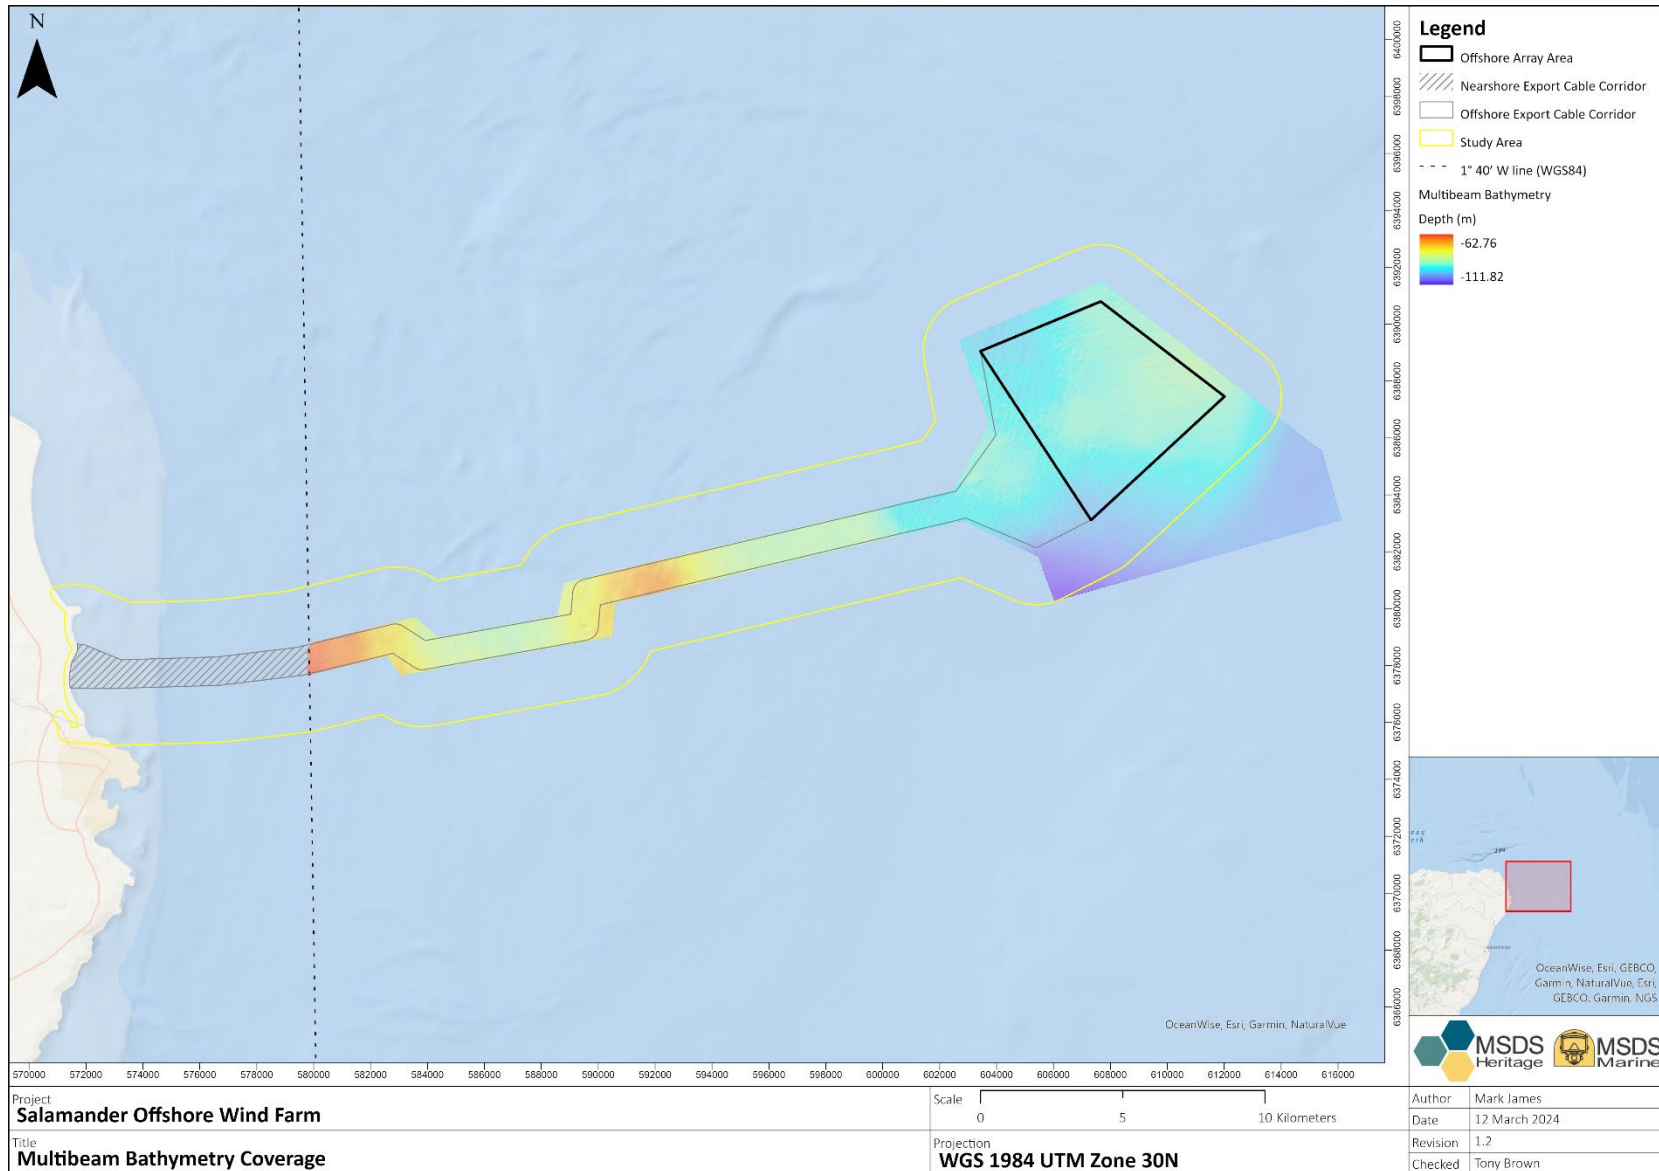 N
Legend
Offshore Array Area
Nearshore Export Cable Corridor
Offshore Export Cable Corridor
Study Area
1° 40' W line (WGS84)
Multibeam Bathymetry
Depth (m)
-62.76
-111.82
6400000
6398000
6396000
6394000
6392000
6390000
6388000
6386000
6384000
6382000
6380000
6378000
6376000
6374000
6372000
6370000
6368000
6366000
OceanWise, Esri, Garmin, NaturalVue
570000 572000 574000 576000 578000 580000 582000 584000 586000 588000 590000 592000 594000 596000 598000 600000 602000 604000 606000 608000 610000 612000 614000 616000
OceanWise, Esri, GEBCO,
Garmin, NaturalVue, Esri,
GEBCO, Garmin, NGS
MSDS Heritage
MSDS Marine
Project
Salamander Offshore Wind Farm
Title
Multibeam Bathymetry Coverage
Scale
0 5 10 Kilometers
Projection
WGS 1984 UTM Zone 30N
Author Mark James
Date 12 March 2024
Revision 1.2
Checked Tony Brown